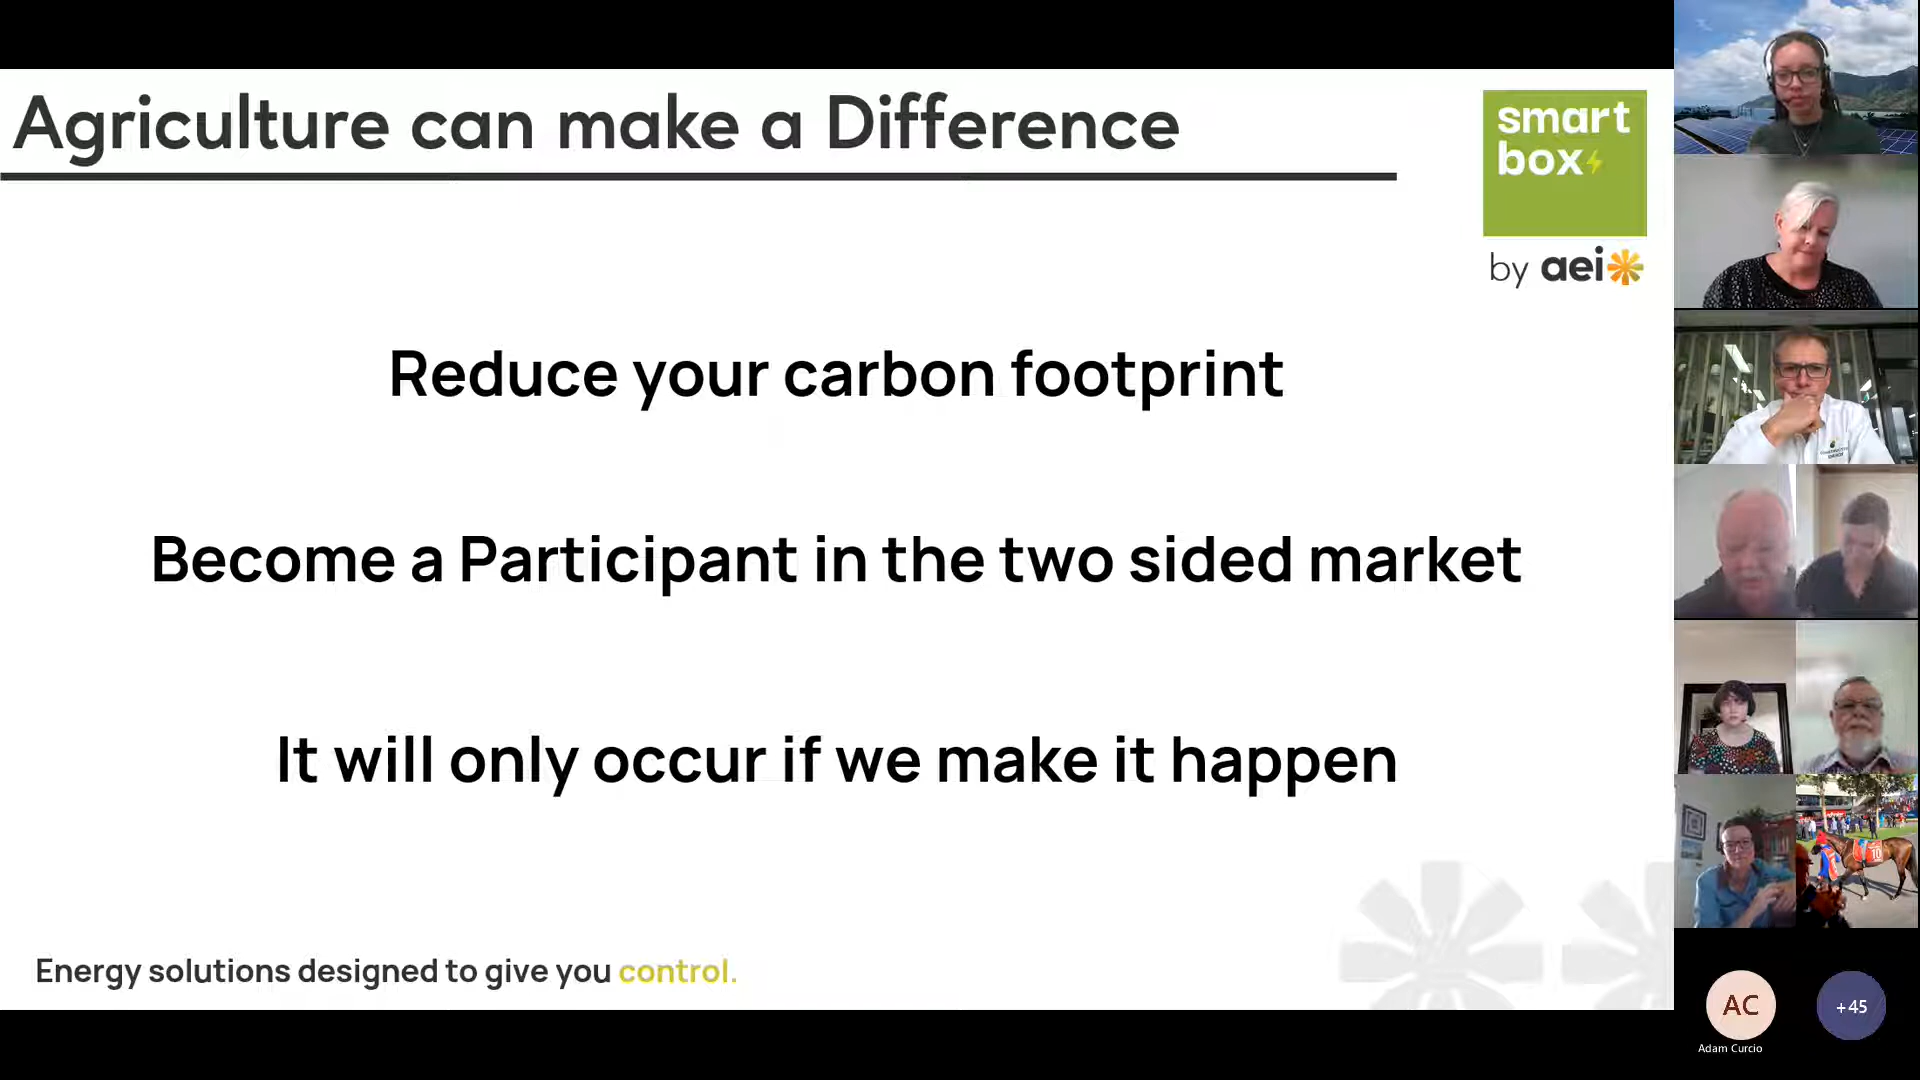 Agriculture can make a Difference
smart
box
by aei
Reduce your carbon footprint
Become a Participant in the two sided market
It will only occur if we make it happen
Energy solutions designed to give you control.
10
AC
+45
Adam Curcio